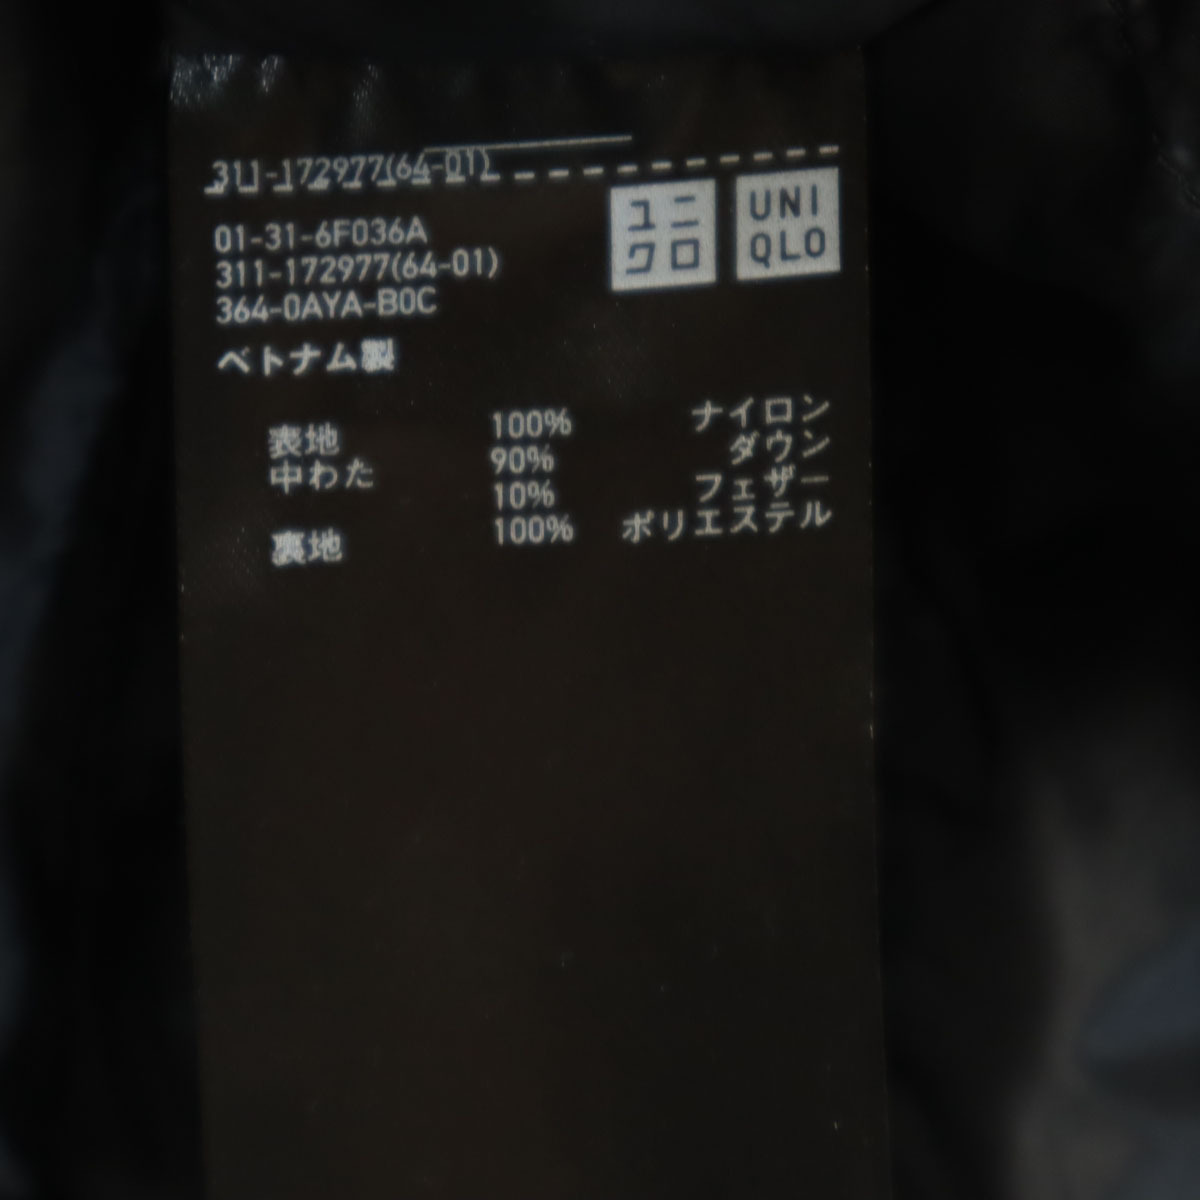 311-172977(64-01)
ユニ
クロ
UNI
QLO
01-31-6F036A
311-172977(64-01)
364-0AYA-B0C
ベトナム製
表地 100% ナイロン
中わた 90% ダウン
10% フェザー
裏地 100% ポリエステル